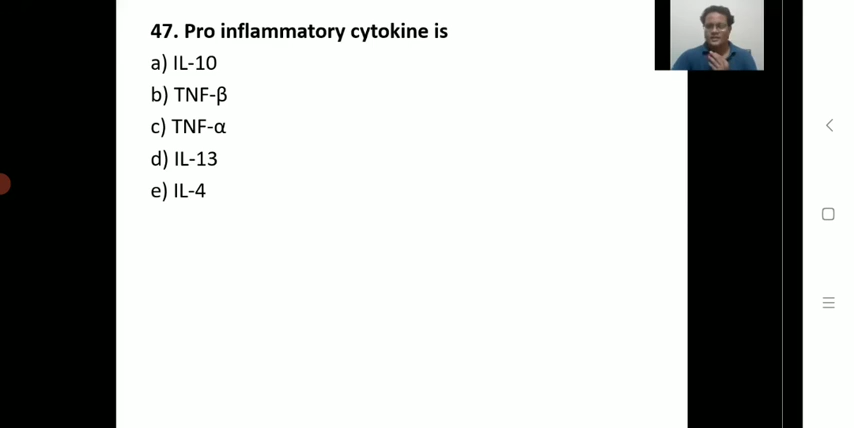 47. Pro inflammatory cytokine is
a) IL-10
b) TNF-β
c) TNF-α
d) IL-13
e) IL-4